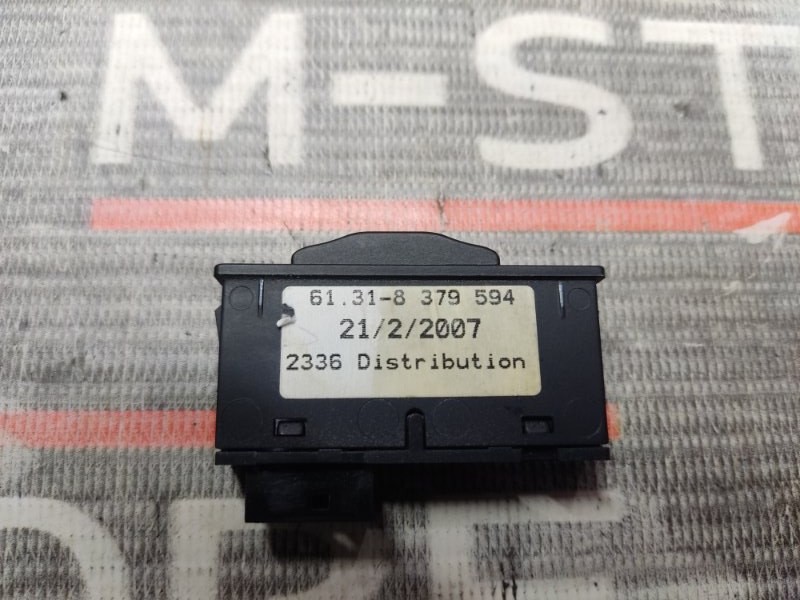 M-ST
61.31-8 379 594
21/2/2007
2336 Distribution